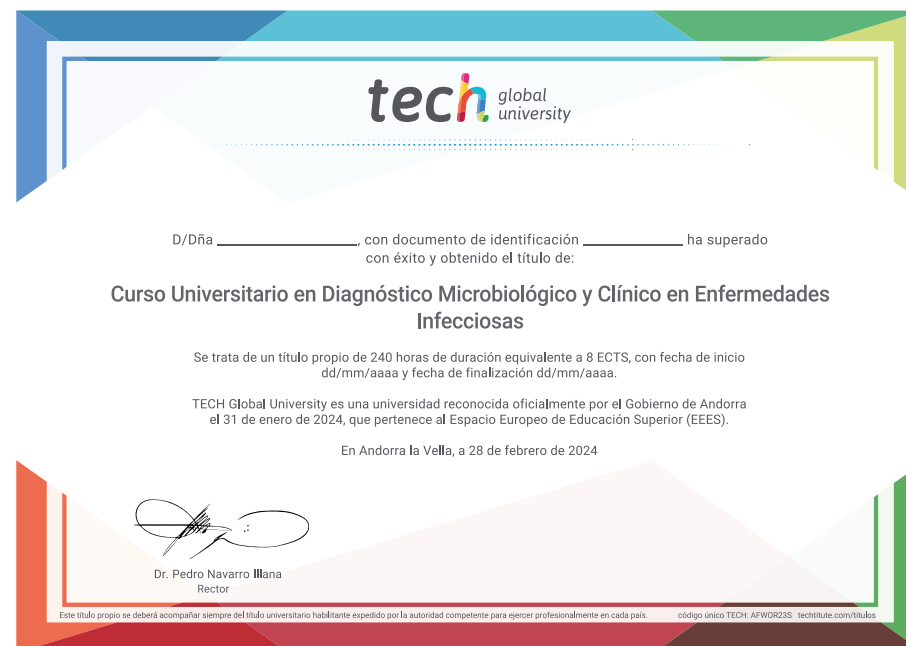 tech global university
D/Dña ____________, con documento de identificación ____________ ha superado
con éxito y obtenido el título de:
Curso Universitario en Diagnóstico Microbiológico y Clínico en Enfermedades
Infecciosas
Se trata de un título propio de 240 horas de duración equivalente a 8 ECTS, con fecha de inicio
dd/mm/aaaa y fecha de finalización dd/mm/aaaa.
TECH Global University es una universidad reconocida oficialmente por el Gobierno de Andorra
el 31 de enero de 2024, que pertenece al Espacio Europeo de Educación Superior (EEES).
En Andorra la Vella, a 28 de febrero de 2024
Dr. Pedro Navarro Illana
Rector
Este título propio se deberá acompañar siempre del título universitario habilitante expedido por la autoridad competente para ejercer profesionalmente en cada país. código único TECH: AFWOR23S techtitute.com/titulos